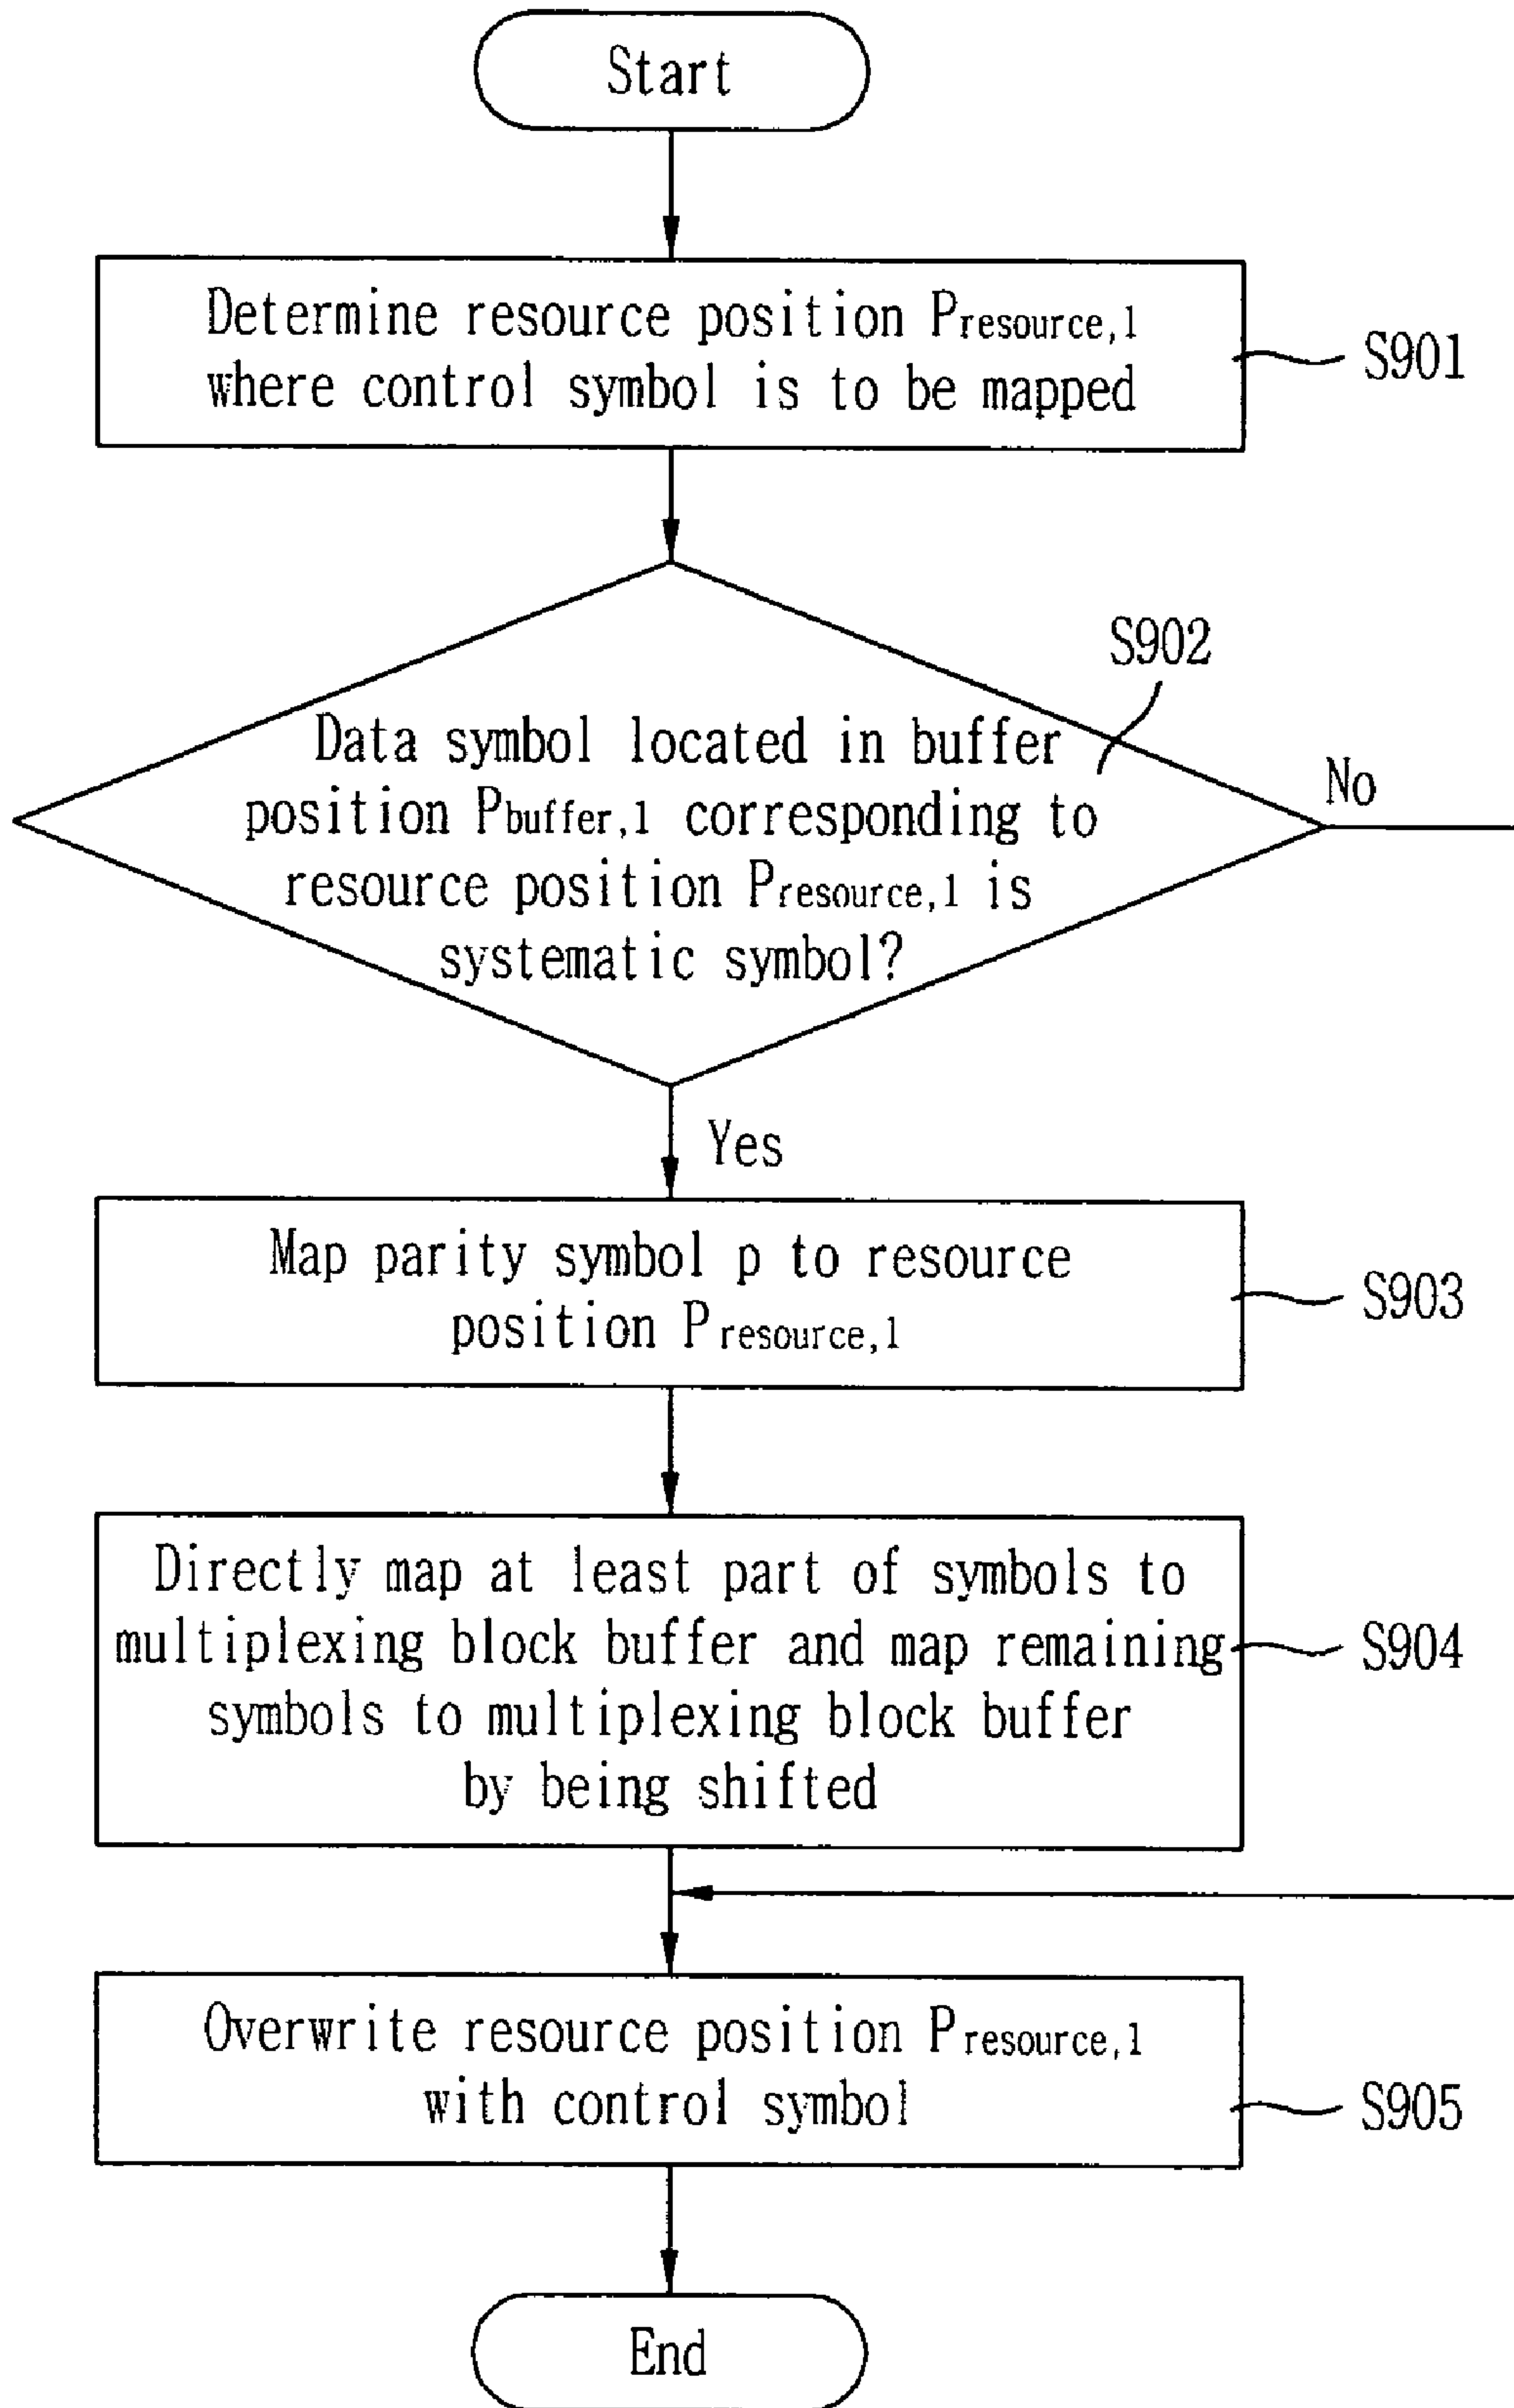 Start
Determine resource position Presource,1
where control symbol is to be mapped
S901
S902
Data symbol located in buffer
position Pbuffer,1 corresponding to
resource position Presource,1 is
systematic symbol?
No
Yes
Map parity symbol p to resource
position Presource,1
S903
Directly map at least part of symbols to
multiplexing block buffer and map remaining
symbols to multiplexing block buffer
by being shifted
S904
Overwrite resource position Presource,1
with control symbol
S905
End